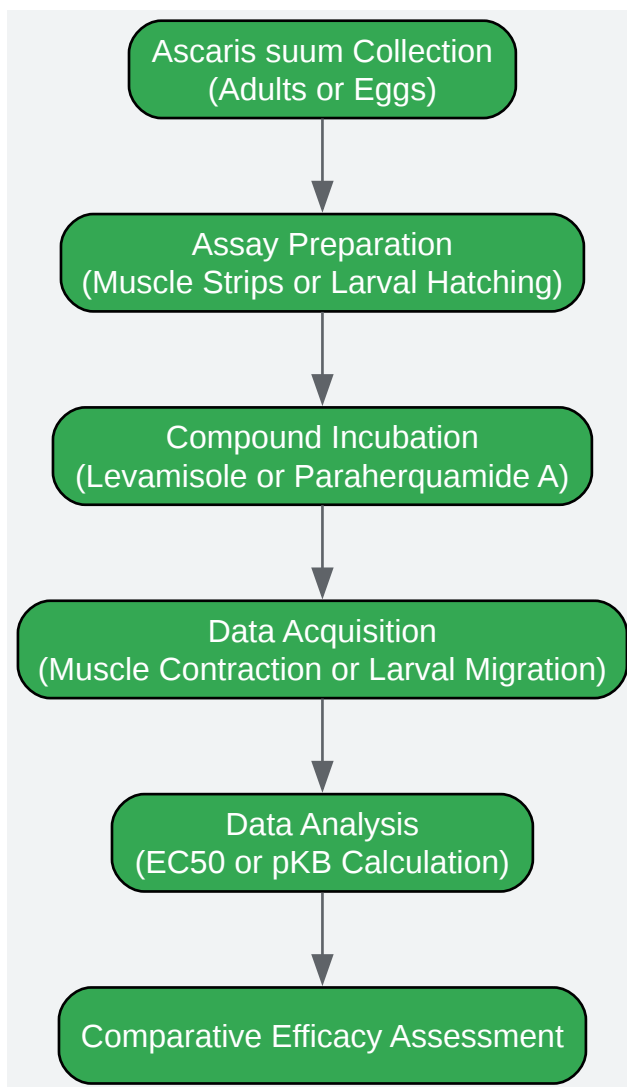 Ascaris suum Collection
(Adults or Eggs)
Assay Preparation
(Muscle Strips or Larval Hatching)
Compound Incubation
(Levamisole or Paraherquamide A)
Data Acquisition
(Muscle Contraction or Larval Migration)
Data Analysis
(EC50 or pKB Calculation)
Comparative Efficacy Assessment